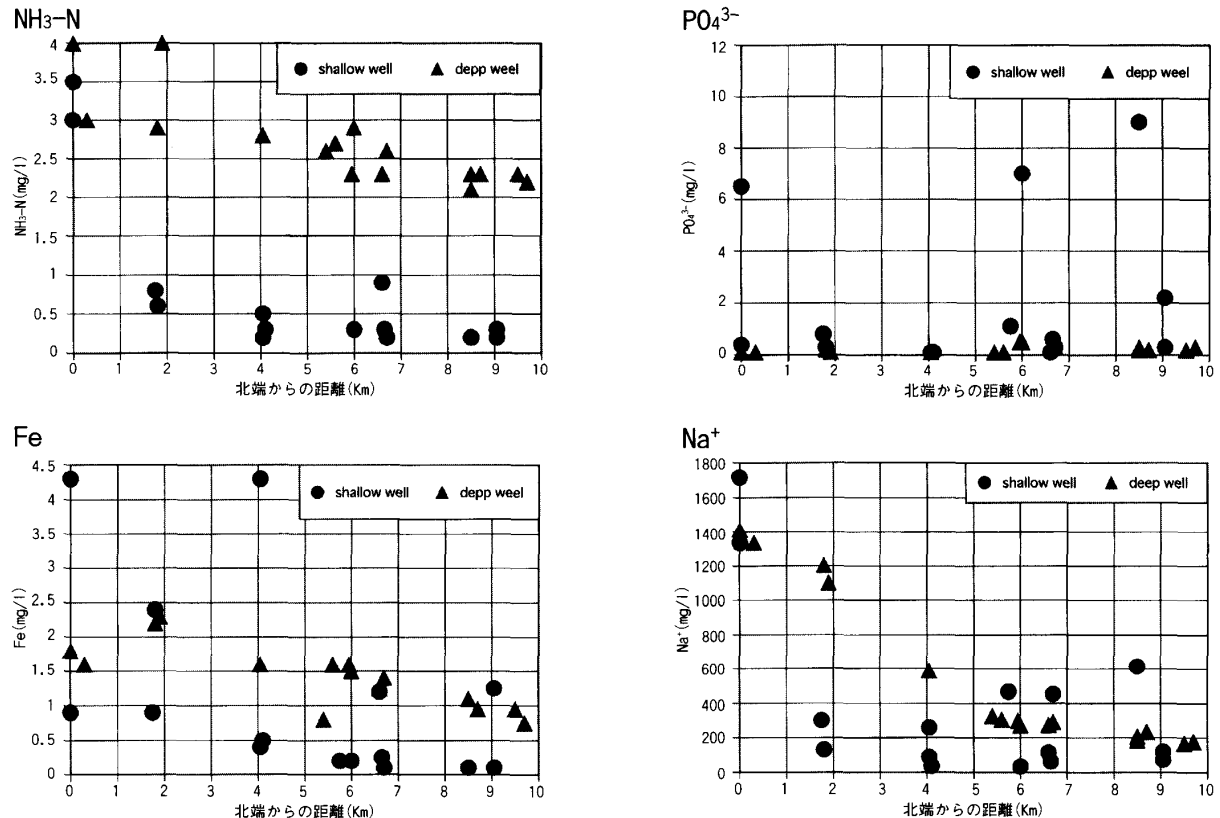 NH₃-N
4
3.5
3
2.5
2
1.5
1
0.5
0
NH₃-N(mg/l)
● shallow well ▲ depp weel
0 1 2 3 4 5 6 7 8 9 10
北端からの距離(Km)
PO₄³⁻
12
10
8
6
4
2
0
PO₄³⁻(mg/l)
● shallow well ▲ depp weel
0 1 2 3 4 5 6 7 8 9 10
北端からの距離(Km)
Fe
4.5
4
3.5
3
2.5
2
1.5
1
0.5
0
Fe(mg/l)
● shallow well ▲ depp weel
0 1 2 3 4 5 6 7 8 9 10
北端からの距離(Km)
Na⁺
1800
1600
1400
1200
1000
800
600
400
200
0
Na⁺(mg/l)
● shallow well ▲ deep well
0 1 2 3 4 5 6 7 8 9 10
北端からの距離(Km)